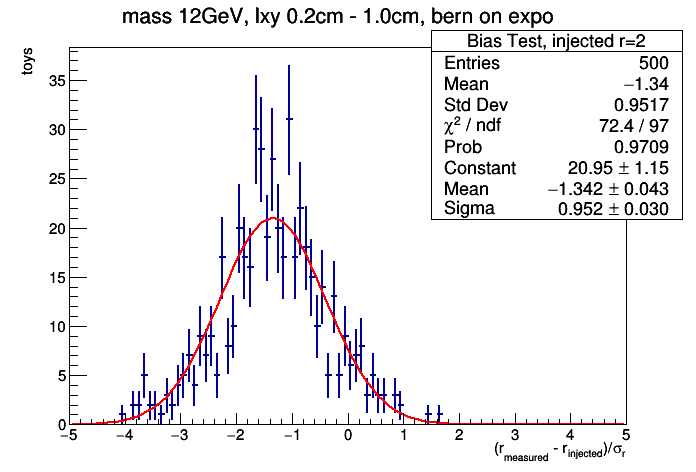 mass 12GeV, lxy 0.2cm - 1.0cm, bern on expo
Bias Test, injected r=2
Entries 500
Mean −1.34
Std Dev 0.9517
χ² / ndf 72.4 / 97
Prob 0.9709
Constant 20.95 ± 1.15
Mean −1.342 ± 0.043
Sigma 0.952 ± 0.030
toys
35
30
25
20
15
10
5
0
−5 −4 −3 −2 −1 0 1 2 3 4 5
(r_measured - r_injected)/σ_r